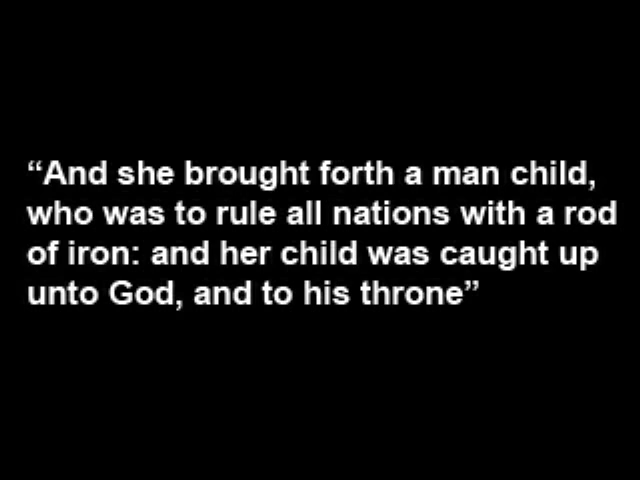 “And she brought forth a man child,
who was to rule all nations with a rod
of iron: and her child was caught up
unto God, and to his throne”